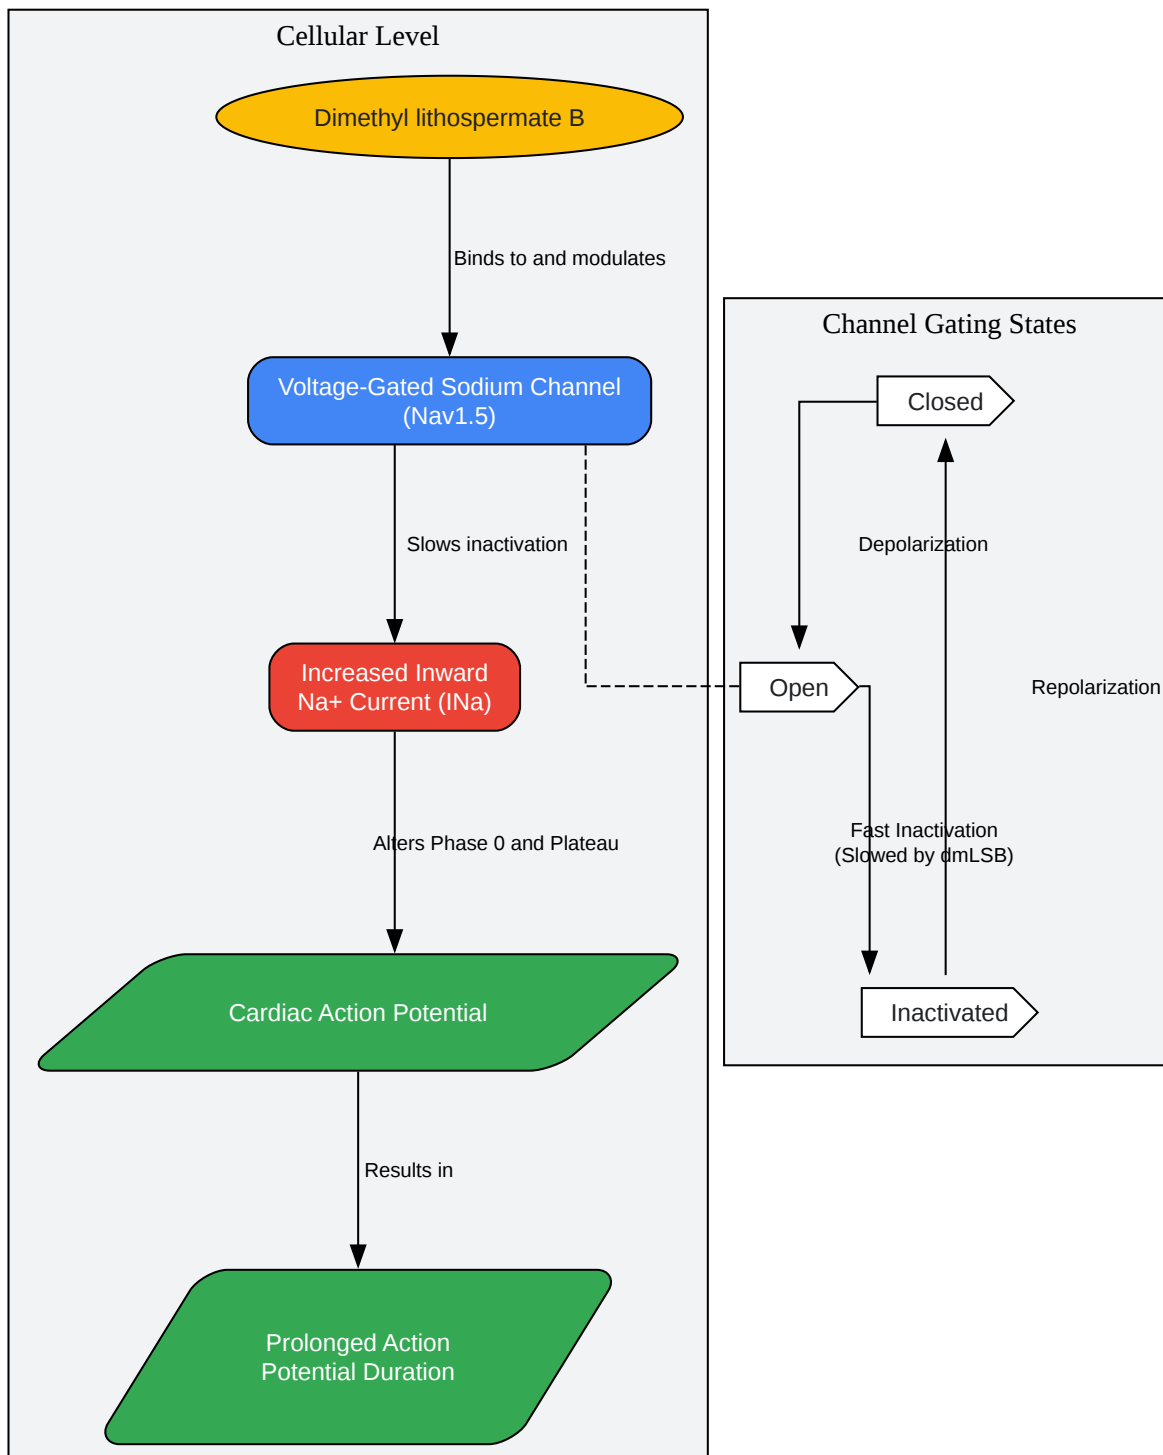 Cellular Level
Dimethyl lithospermate B
Binds to and modulates
Voltage-Gated Sodium Channel
(Nav1.5)
Slows inactivation
Increased Inward
Na+ Current (INa)
Alters Phase 0 and Plateau
Cardiac Action Potential
Results in
Prolonged Action
Potential Duration
Channel Gating States
Closed
Depolarization
Open
Repolarization
Fast Inactivation
(Slowed by dmLSB)
Inactivated